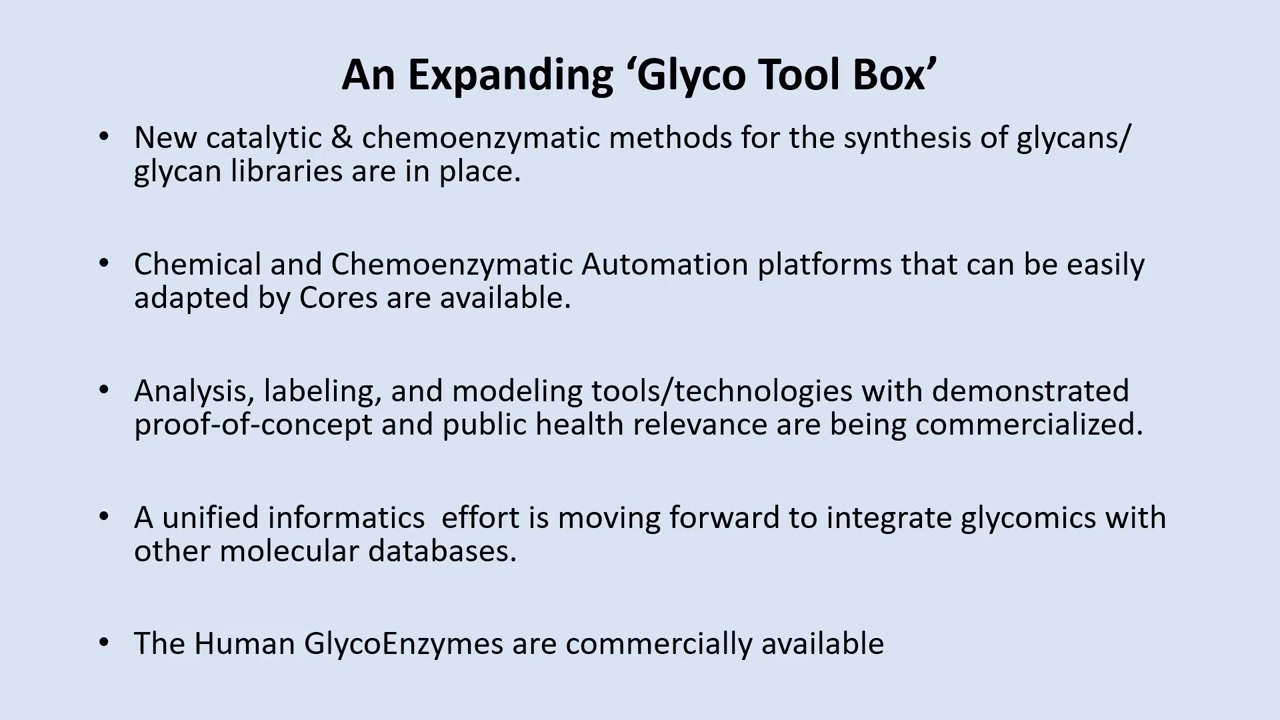 An Expanding ‘Glyco Tool Box’
• New catalytic & chemoenzymatic methods for the synthesis of glycans/
glycan libraries are in place.
• Chemical and Chemoenzymatic Automation platforms that can be easily
adapted by Cores are available.
• Analysis, labeling, and modeling tools/technologies with demonstrated
proof-of-concept and public health relevance are being commercialized.
• A unified informatics  effort is moving forward to integrate glycomics with
other molecular databases.
• The Human GlycoEnzymes are commercially available